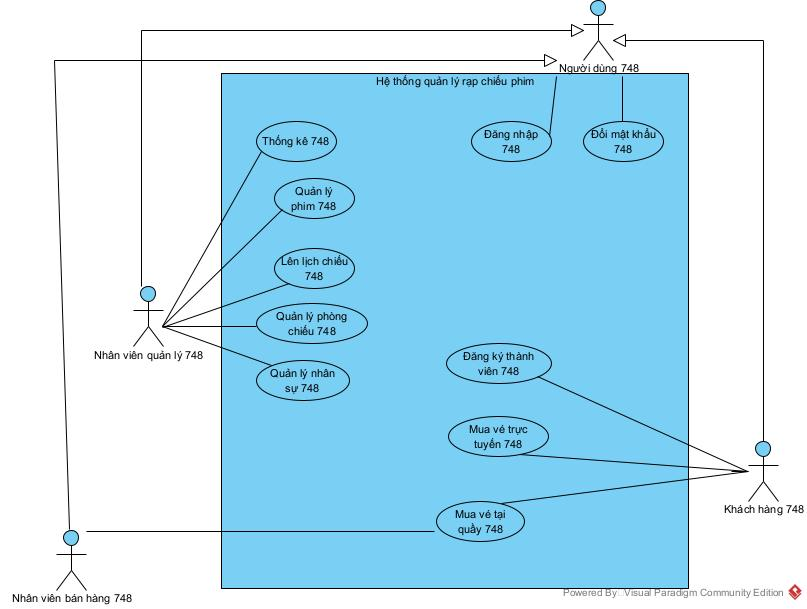 Người dùng 748
Hệ thống quản lý rạp chiếu phim
Thống kê 748
Đăng nhập
748
Đổi mật khẩu
748
Quản lý
phim 748
Lên lịch chiếu
748
Quản lý phòng
chiếu 748
Nhân viên quản lý 748
Quản lý nhân
sự 748
Đăng ký thành
viên 748
Mua vé trực
tuyến 748
Khách hàng 748
Mua vé tại
quầy 748
Nhân viên bán hàng 748
Powered By Visual Paradigm Community Edition